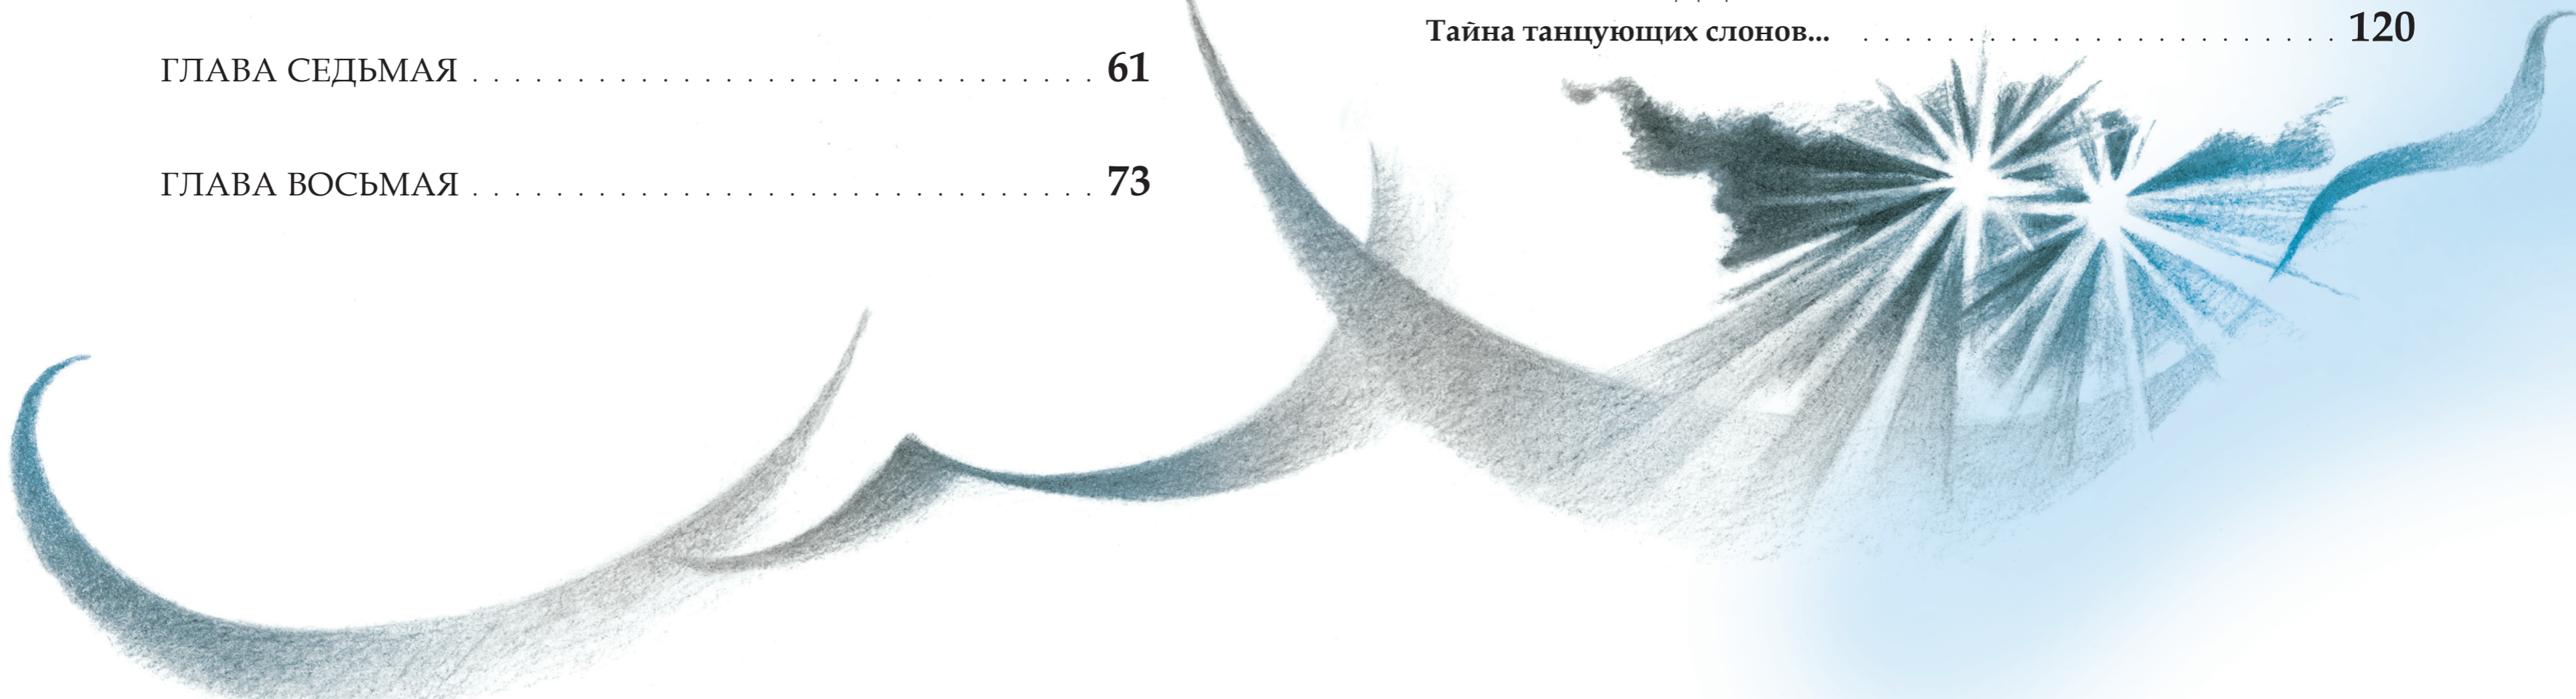 ГЛАВА СЕДЬМАЯ . . . . . . . . . . . . . . . . . . . . . . . . . . . . . . 61
ГЛАВА ВОСЬМАЯ . . . . . . . . . . . . . . . . . . . . . . . . . . . . . . 73
Тайна танцующих слонов... . . . . . . . . . . . . . . . . . . . . . . . 120